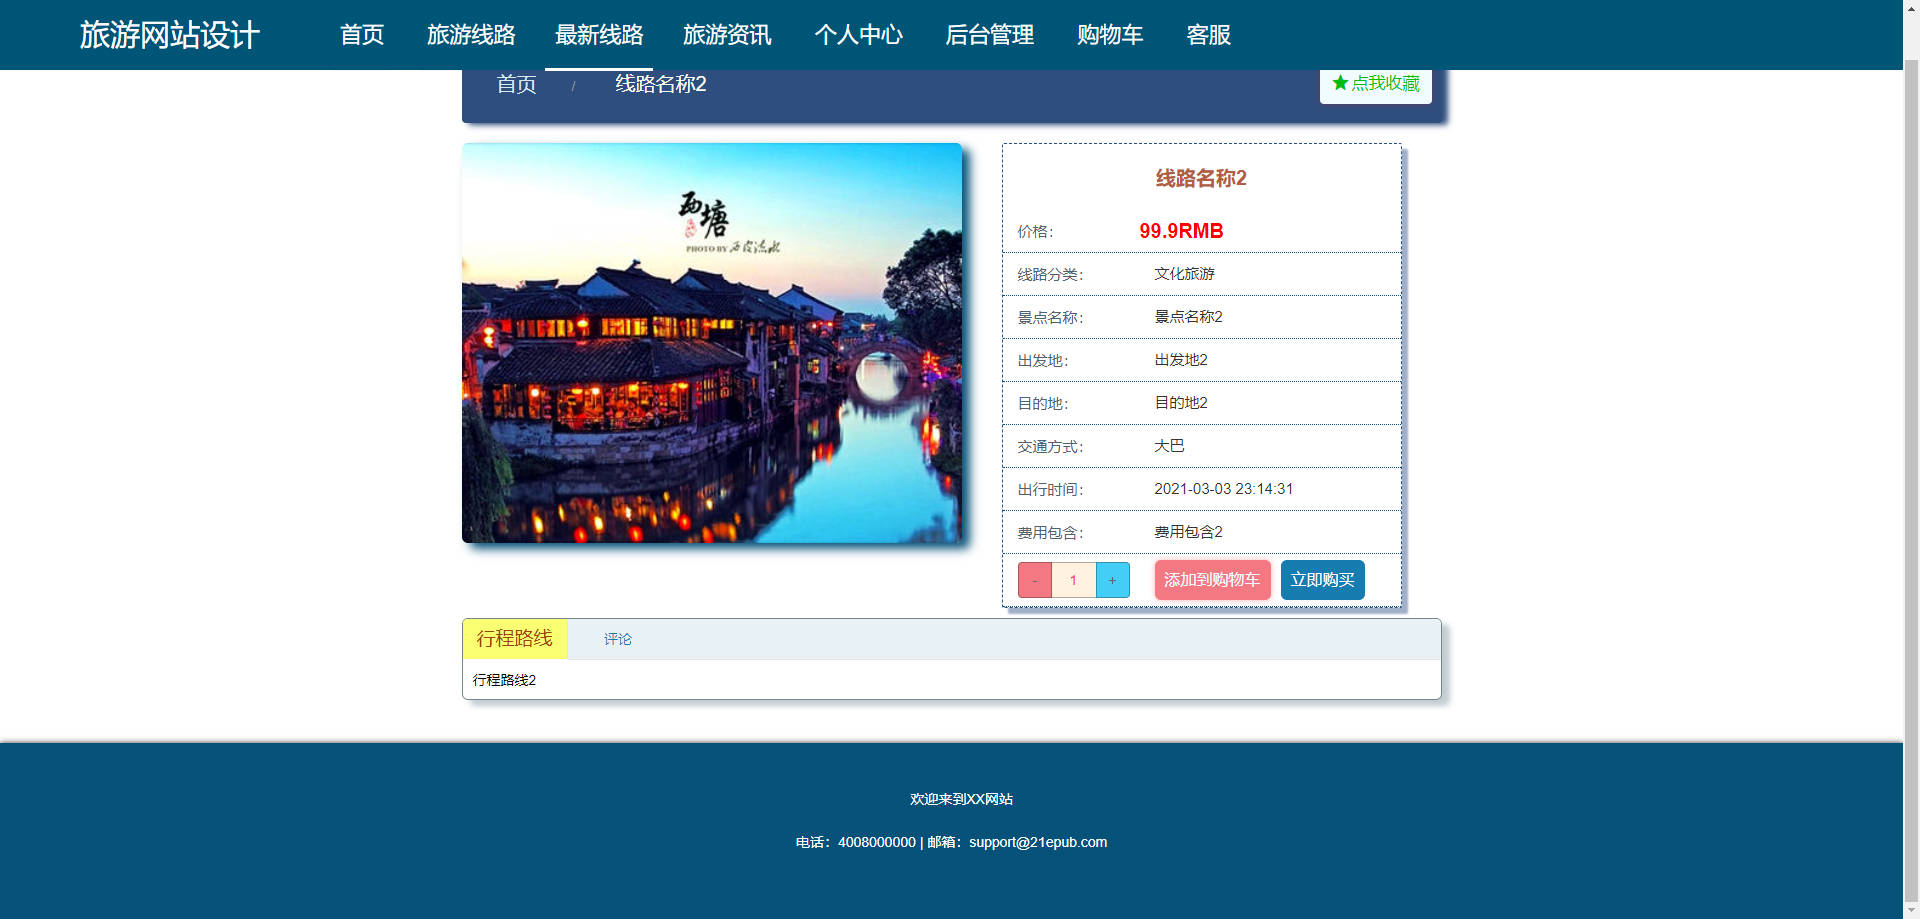 旅游网站设计 首页 旅游线路 最新线路 旅游资讯 个人中心 后台管理 购物车 客服
首页 / 线路名称2 ★点我收藏
西塘
PHOTO BY 西皮流水
线路名称2
价格： 99.9RMB
线路分类： 文化旅游
景点名称： 景点名称2
出发地： 出发地2
目的地： 目的地2
交通方式： 大巴
出行时间： 2021-03-03 23:14:31
费用包含： 费用包含2
- 1 + 添加到购物车 立即购买
行程路线 评论
行程路线2
欢迎来到XX网站
电话：4008000000 | 邮箱：support@21epub.com